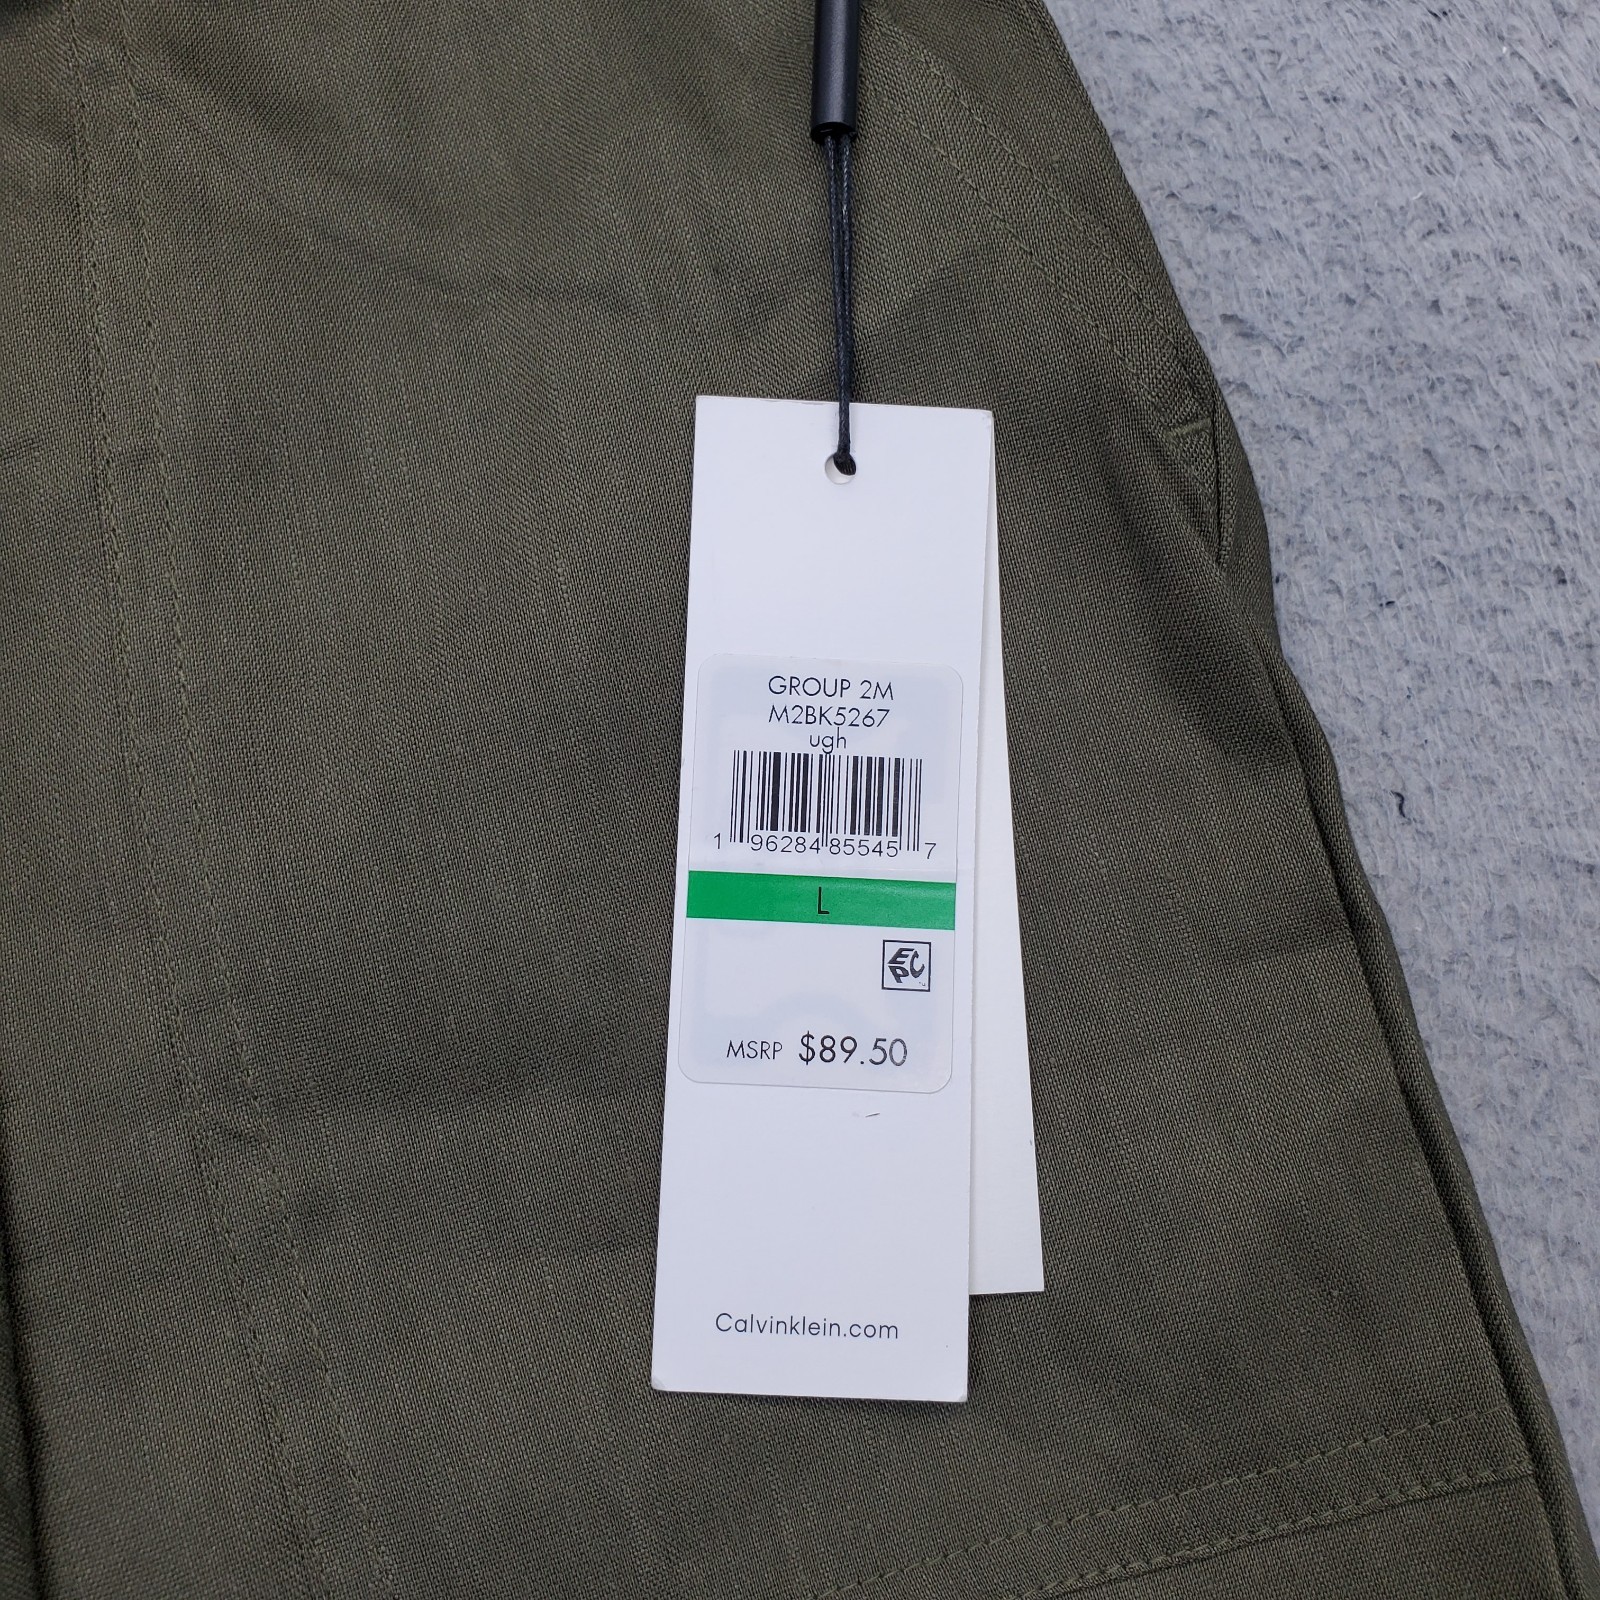 GROUP 2M
M2BK5267
ugh
1 96284 85545 7
L
EPC
MSRP $89.50
Calvinklein.com